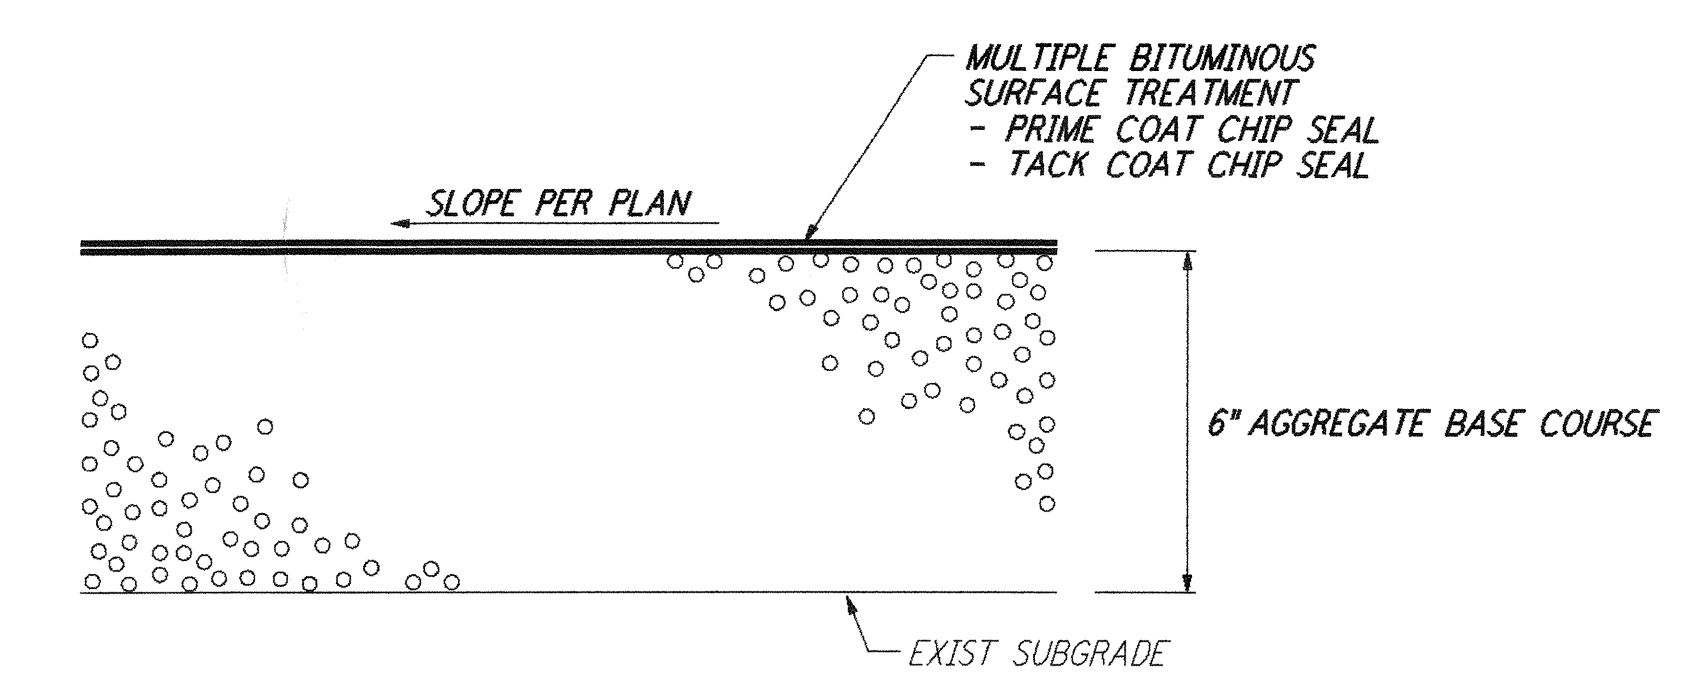 MULTIPLE BITUMINOUS
SURFACE TREATMENT
- PRIME COAT CHIP SEAL
- TACK COAT CHIP SEAL
SLOPE PER PLAN
6" AGGREGATE BASE COURSE
EXIST SUBGRADE